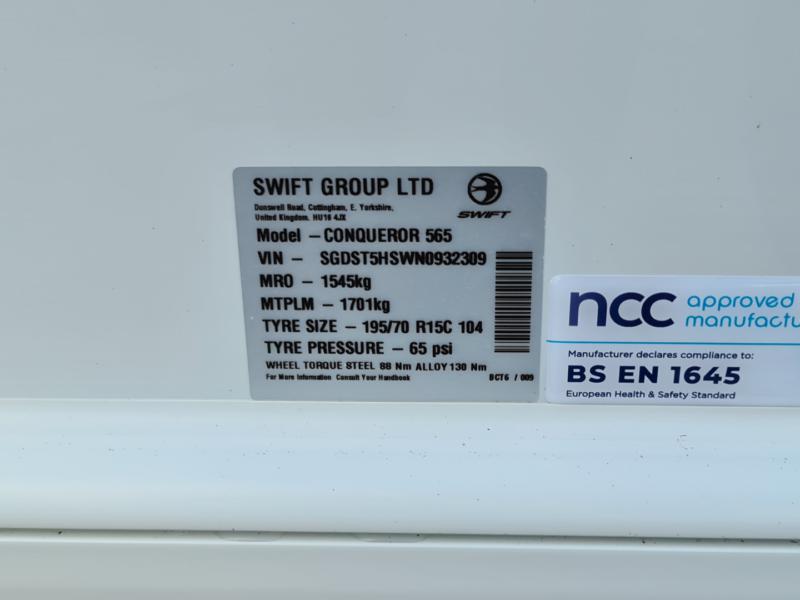 SWIFT GROUP LTD
SWIFT
Dunswell Road, Cottingham, E. Yorkshire,
United Kingdom. HU16 4JX
Model - CONQUEROR 565
VIN - SGDST5HSWN0932309
MRO - 1545kg
MTPLM - 1701kg
TYRE SIZE - 195/70 R15C 104
TYRE PRESSURE - 65 psi
WHEEL TORQUE STEEL 88 Nm ALLOY 130 Nm
For More Information Consult Your Handbook BCT6 / 009
ncc approved
manufactu
Manufacturer declares compliance to:
BS EN 1645
European Health & Safety Standard